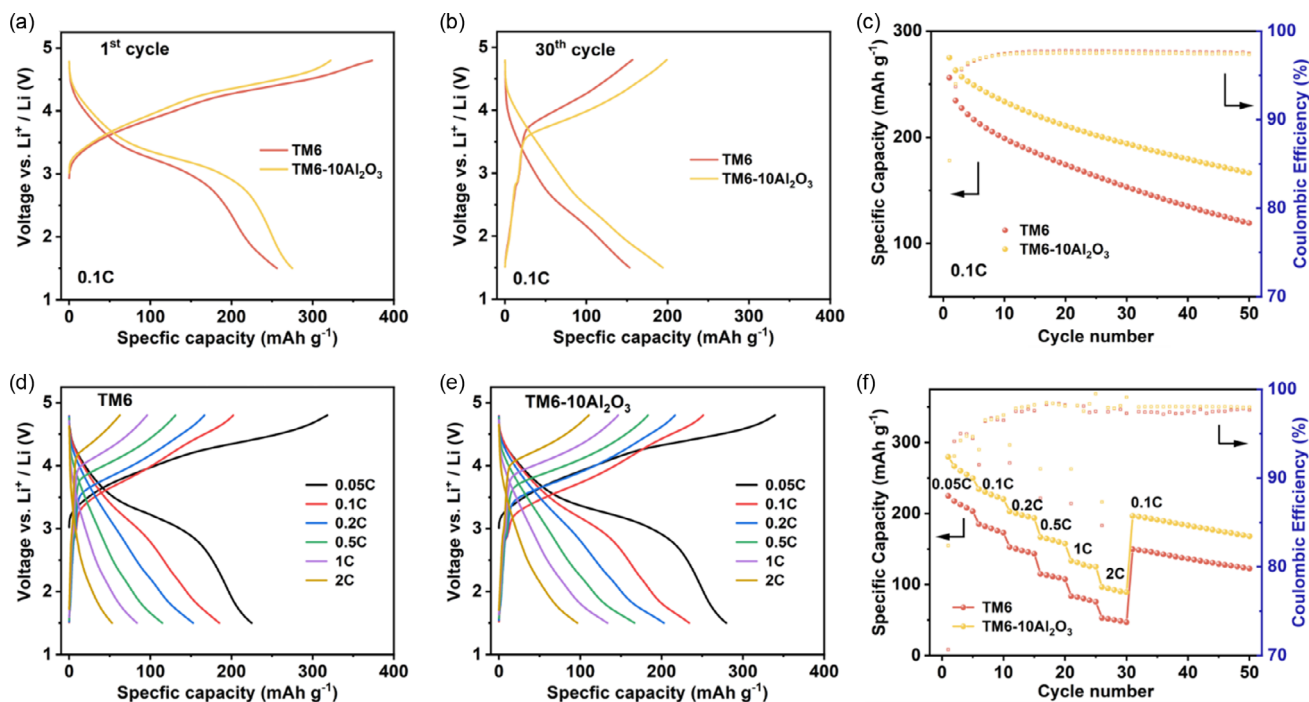 (a)
1st cycle
Voltage vs. Li+ / Li (V)
5
4
3
2
1
TM6
TM6-10Al2O3
0.1C
0 100 200 300 400
Specfic capacity (mAh g-1)
(b)
30th cycle
Voltage vs. Li+ / Li (V)
5
4
3
2
1
TM6
TM6-10Al2O3
0.1C
0 100 200 300 400
Specfic capacity (mAh g-1)
(c)
Specific Capacity (mAh g-1)
300
200
100
TM6
TM6-10Al2O3
0.1C
0 10 20 30 40 50
Cycle number
100
90
80
70
Coulombic Efficiency (%)
(d)
TM6
Voltage vs. Li+ / Li (V)
5
4
3
2
1
0.05C
0.1C
0.2C
0.5C
1C
2C
0 100 200 300 400
Specfic capacity (mAh g-1)
(e)
TM6-10Al2O3
Voltage vs. Li+ / Li (V)
5
4
3
2
1
0.05C
0.1C
0.2C
0.5C
1C
2C
0 100 200 300 400
Specfic capacity (mAh g-1)
(f)
Specific Capacity (mAh g-1)
300
200
100
0
0.05C
0.1C
0.2C
0.5C
1C
2C
0.1C
TM6
TM6-10Al2O3
0 10 20 30 40 50
Cycle number
100
90
80
70
Coulombic Efficiency (%)